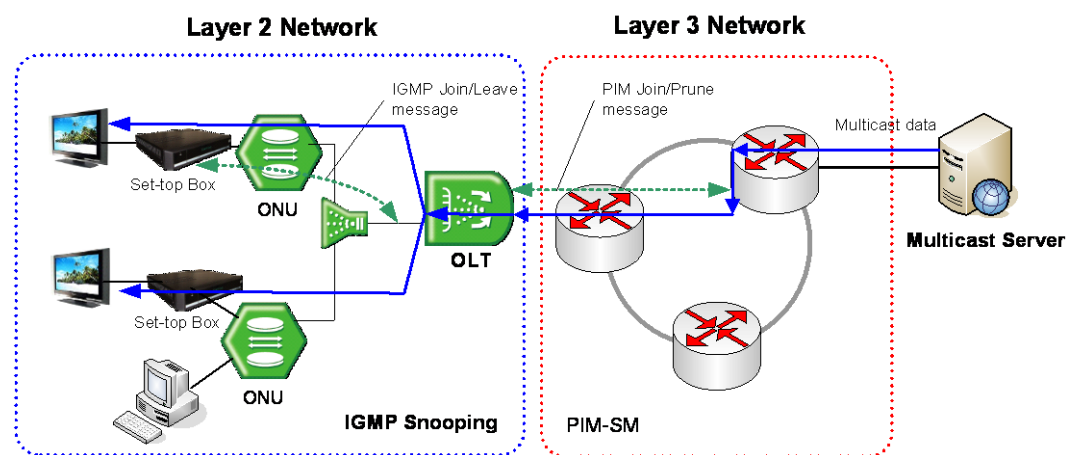 Layer 2 Network
Layer 3 Network
IGMP Join/Leave
message
PIM Join/Prune
message
Multicast data
Set-top Box
ONU
OLT
Multicast Server
Set-top Box
ONU
IGMP Snooping
PIM-SM